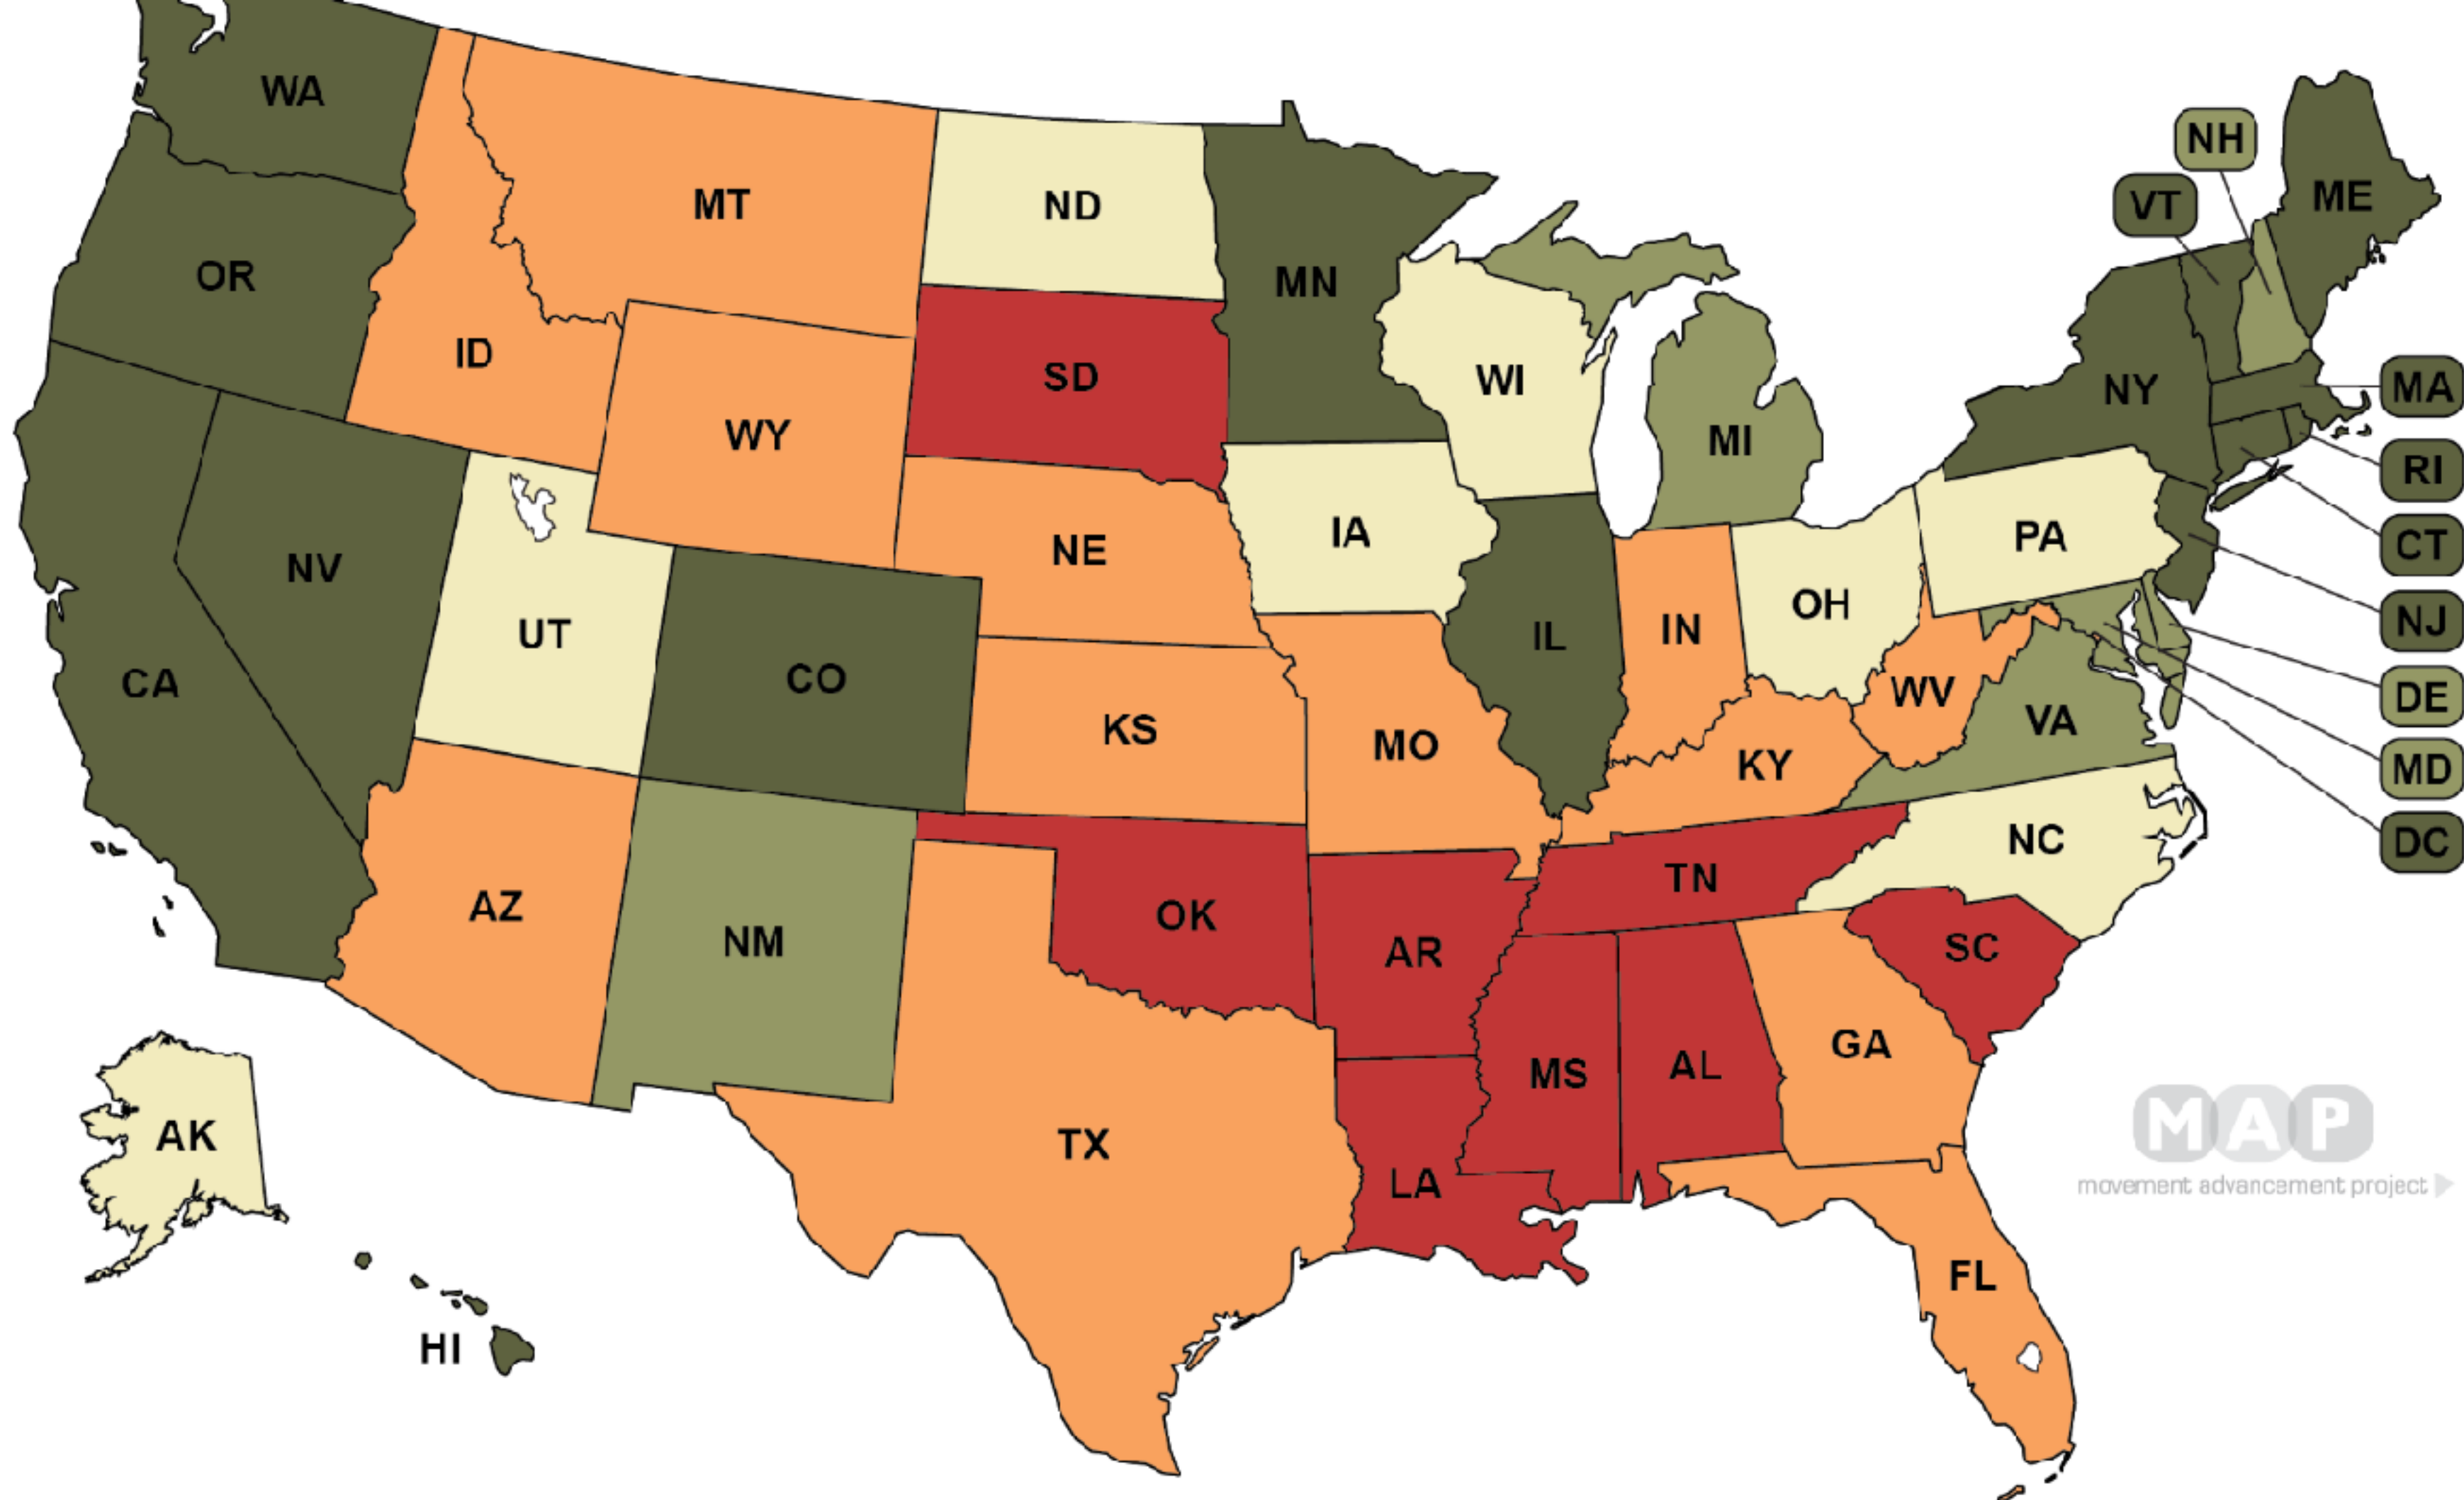 WA
NH
ME
MT
ND
VT
OR
MN
ID
SD
WI
NY
MA
WY
MI
RI
NE
IA
PA
CT
NV
UT
OH
NJ
CO
IL
IN
CA
KS
MO
WV
VA
DE
KY
MD
AZ
NM
OK
TN
NC
DC
AR
SC
MS
AL
GA
AK
TX
LA
MAP
movement advancement project
FL
HI